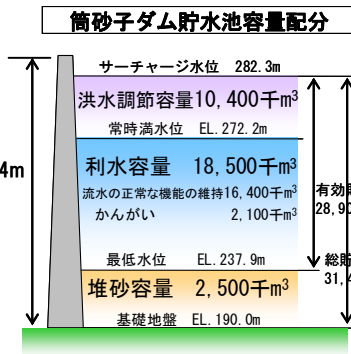 筒砂子ダム貯水池容量配分
サーチャージ水位 282.3m
洪水調節容量10,400千m³
常時満水位 EL.272.2m
4m
利水容量 18,500千m³
流水の正常な機能の維持16,400千m³
かんがい 2,100千m³
有効貯
28,90
最低水位 EL.237.9m
総貯
31,4
堆砂容量 2,500千m³
基礎地盤 EL.190.0m